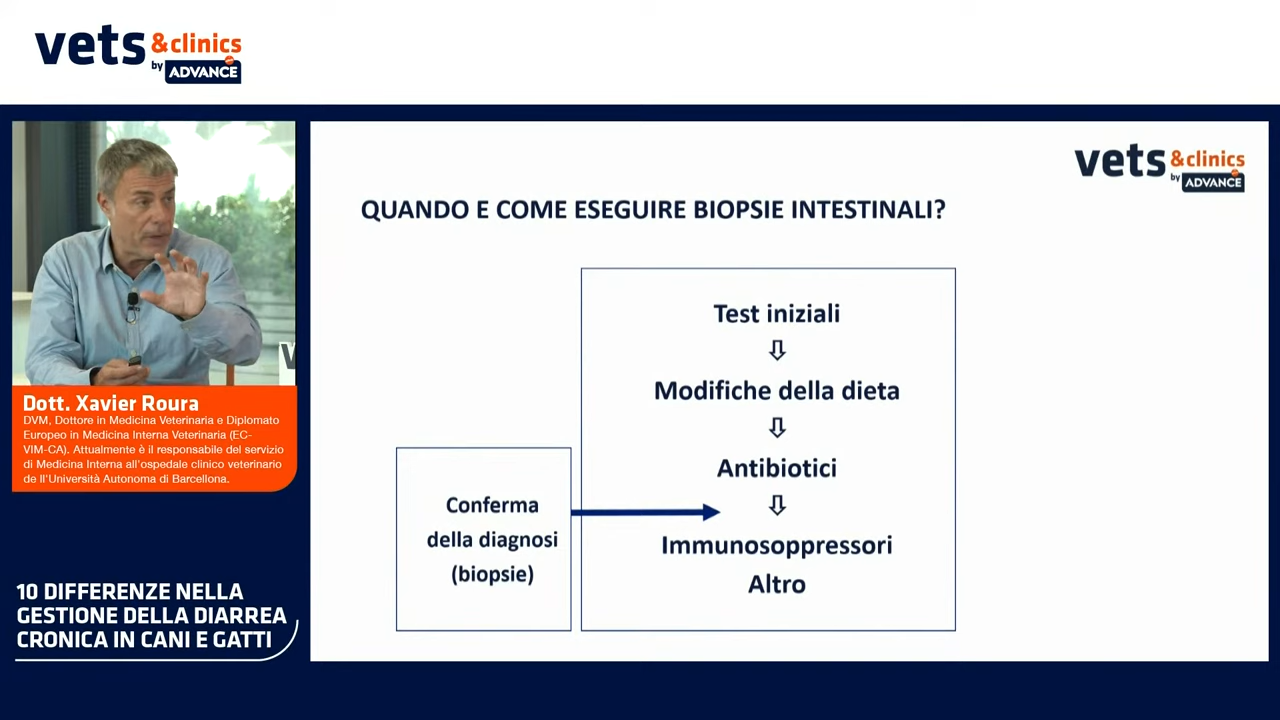 vets &clinics
by ADVANCE
vets &clinics
by ADVANCE
QUANDO E COME ESEGUIRE BIOPSIE INTESTINALI?
Test iniziali
⇩
Modifiche della dieta
⇩
Antibiotici
⇩
Immunosoppressori
Altro
Conferma
della diagnosi
(biopsie)
Dott. Xavier Roura
DVM, Dottore in Medicina Veterinaria e Diplomato
Europeo in Medicina Interna Veterinaria (EC-
VIM-CA). Attualmente è il responsabile del servizio
di Medicina Interna all'ospedale clinico veterinario
de ll'Università Autonoma di Barcellona.
10 DIFFERENZE NELLA
GESTIONE DELLA DIARREA
CRONICA IN CANI E GATTI